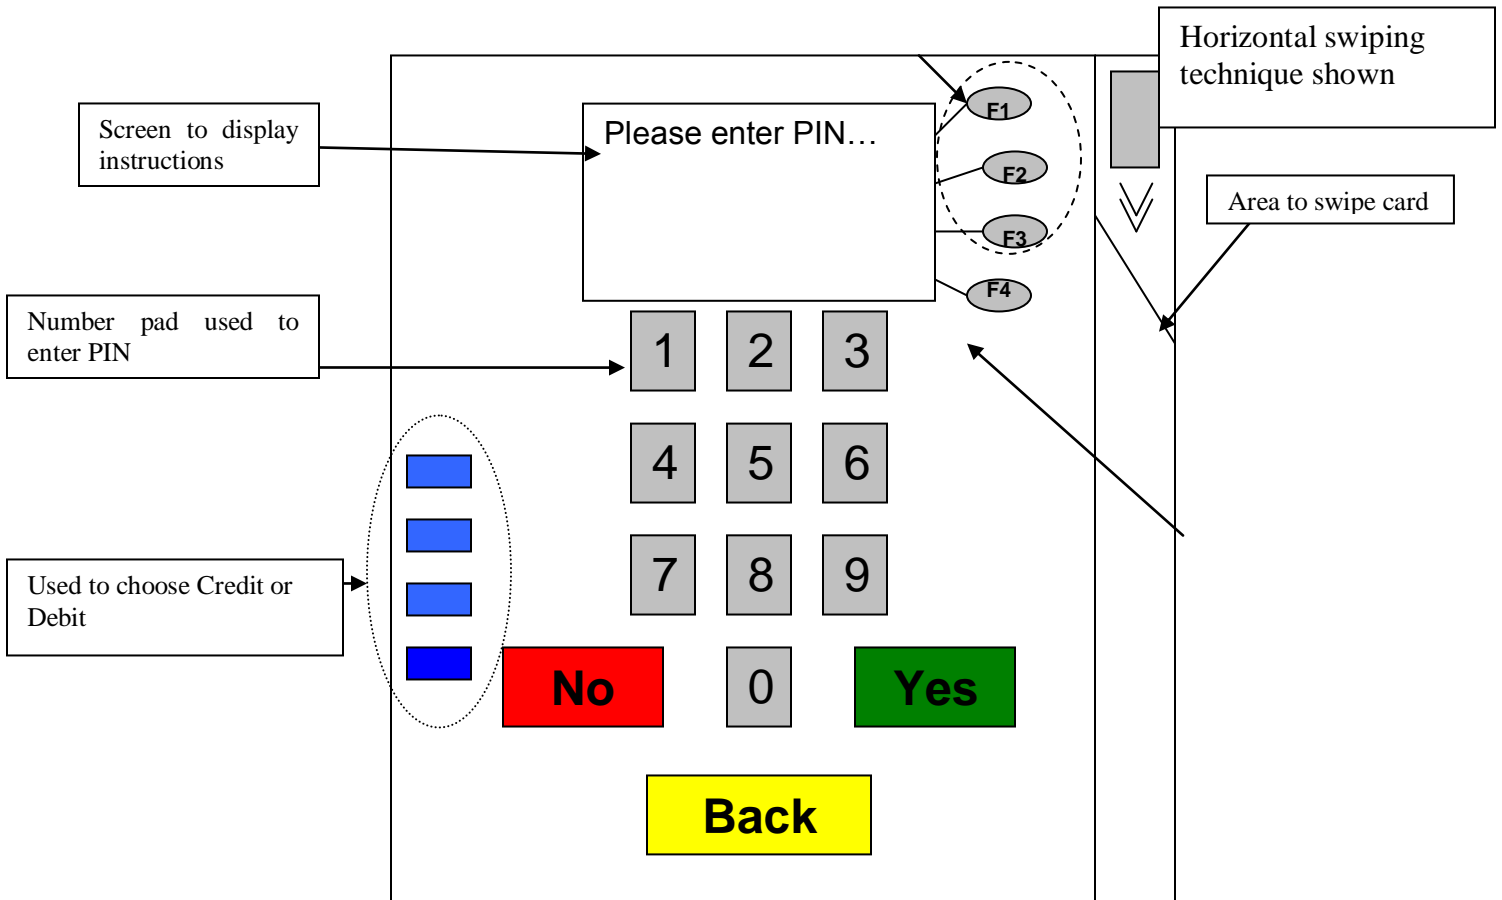 Horizontal swiping
technique shown
F1
Screen to display
instructions
Please enter PIN…
F2
Area to swipe card
F3
F4
Number pad used to
enter PIN
1 2 3
4 5 6
7 8 9
Used to choose Credit or
Debit
No 0 Yes
Back